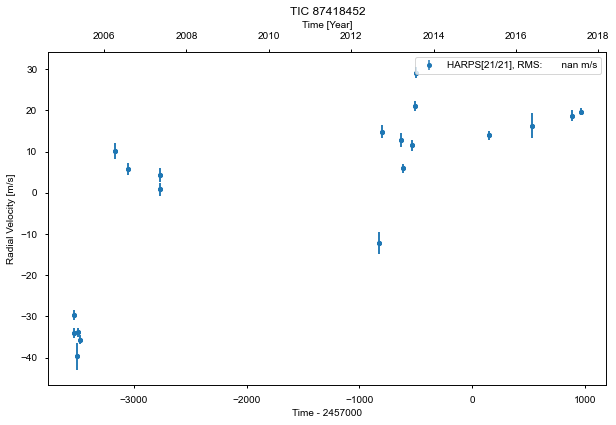 TIC 87418452
Time [Year]
2006 2008 2010 2012 2014 2016 2018
HARPS[21/21], RMS: nan m/s
Radial Velocity [m/s]
30
20
10
0
−10
−20
−30
−40
−3000 −2000 −1000 0 1000
Time - 2457000